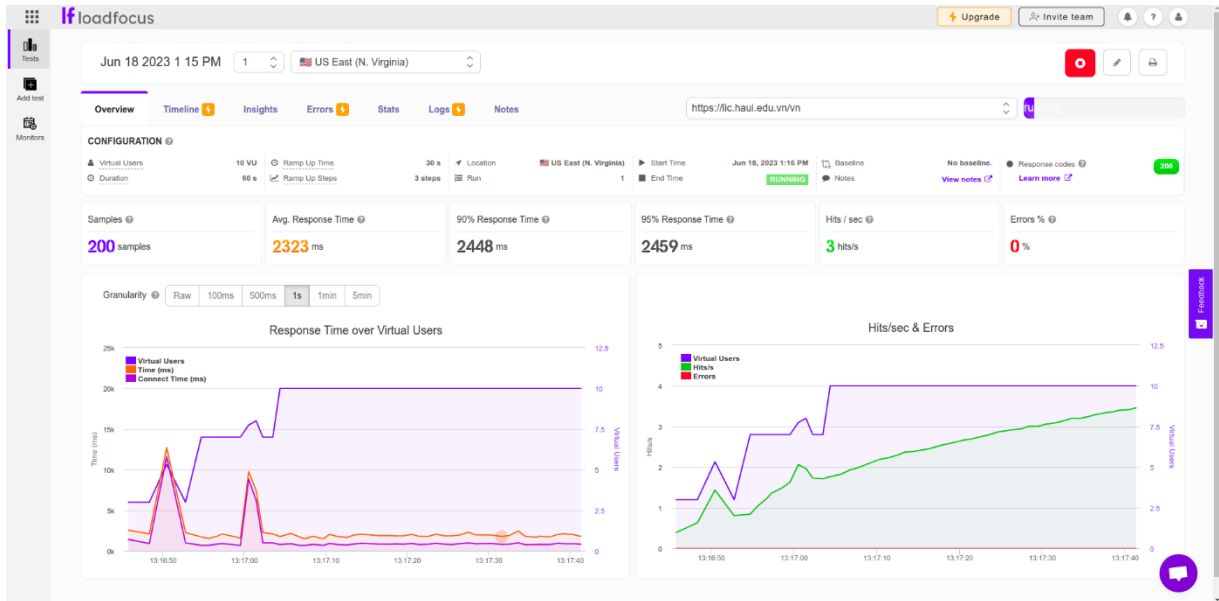 lf loadfocus
Upgrade
Invite team
?
Tests
Add test
Monitors
Jun 18 2023 1 15 PM
1
US East (N. Virginia)
Overview
Timeline
Insights
Errors
Stats
Logs
Notes
https://lic.haui.edu.vn/vn
CONFIGURATION
Virtual Users 10 VU
Ramp Up Time 30 s
Location US East (N. Virginia)
Start Time Jun 18, 2023 1:16 PM
Baseline No baseline.
Response codes 200
Duration 60 s
Ramp Up Steps 3 steps
Run 1
End Time RUNNING
Notes View notes
Learn more
Samples
200 samples
Avg. Response Time
2323 ms
90% Response Time
2448 ms
95% Response Time
2459 ms
Hits / sec
3 hits/s
Errors %
0 %
Feedback
Granularity Raw 100ms 500ms 1s 1min 5min
Response Time over Virtual Users
Virtual Users
Time (ms)
Connect Time (ms)
25k
20k
15k
10k
5k
0k
Time (ms)
12.5
10
7.5
5
2.5
0
Virtual Users
13:16:50 13:17:00 13:17:10 13:17:20 13:17:30 13:17:40
Hits/sec & Errors
Virtual Users
Hits/s
Errors
5
4
3
2
1
0
Hits/s
12.5
10
7.5
5
2.5
0
Virtual Users
13:16:50 13:17:00 13:17:10 13:17:20 13:17:30 13:17:40